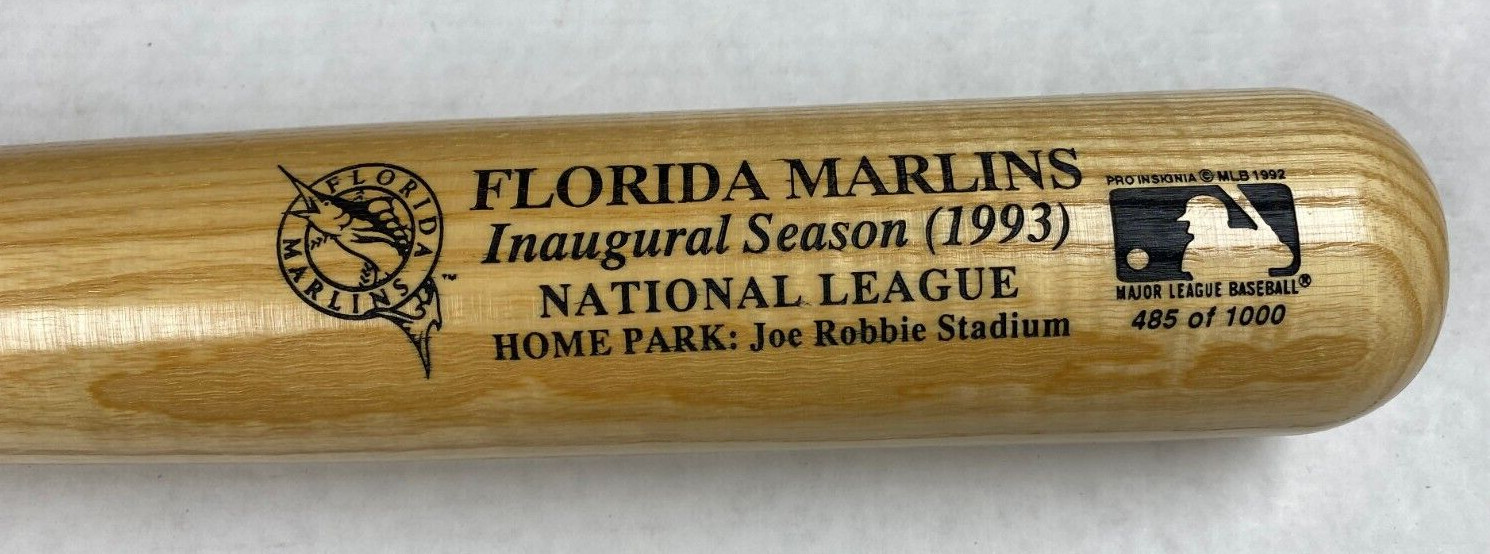 FLORIDA MARLINS
FLORIDA MARLINS
Inaugural Season (1993)
NATIONAL LEAGUE
HOME PARK: Joe Robbie Stadium
PRO INSIGNIA © MLB 1992
MAJOR LEAGUE BASEBALL®
485 of 1000
™